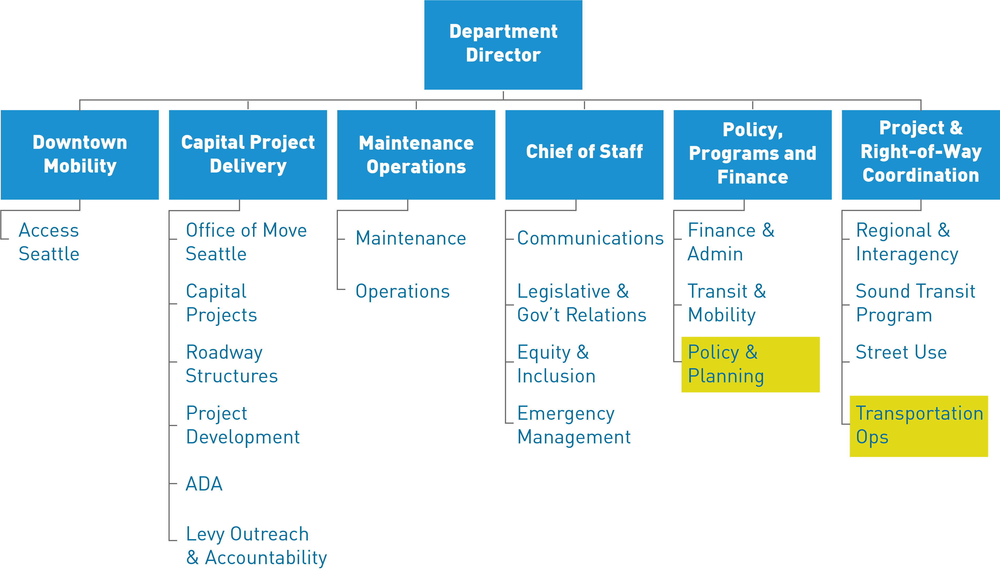 Department
Director
Downtown
Mobility
Capital Project
Delivery
Maintenance
Operations
Chief of Staff
Policy,
Programs and
Finance
Project &
Right-of-Way
Coordination
Access
Seattle
Office of Move
Seattle
Capital
Projects
Roadway
Structures
Project
Development
ADA
Levy Outreach
& Accountability
Maintenance
Operations
Communications
Legislative &
Gov’t Relations
Equity &
Inclusion
Emergency
Management
Finance &
Admin
Transit &
Mobility
Policy &
Planning
Regional &
Interagency
Sound Transit
Program
Street Use
Transportation
Ops